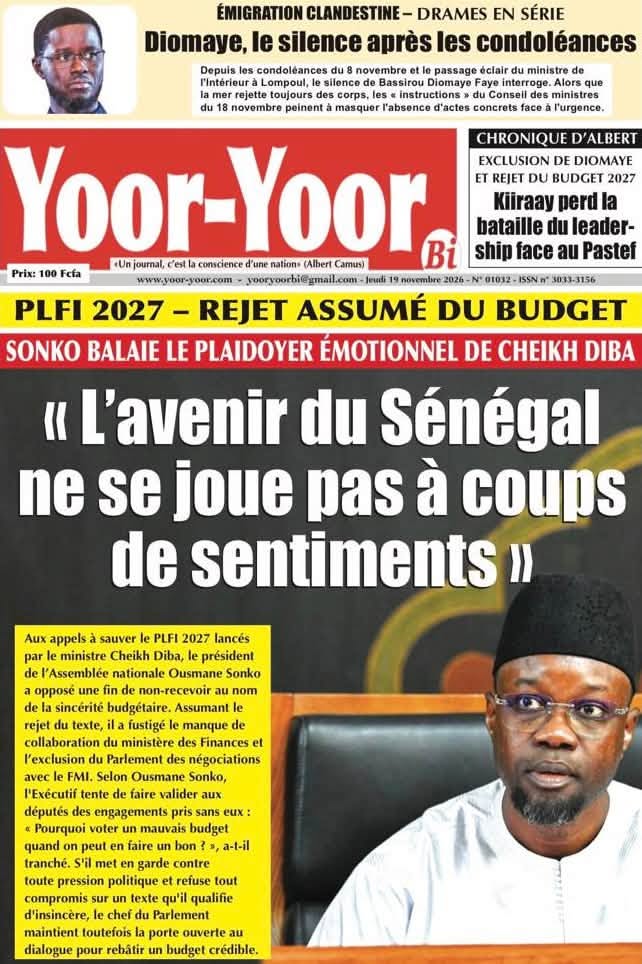 ÉMIGRATION CLANDESTINE – DRAMES EN SÉRIE
Diomaye, le silence après les condoléances
Depuis les condoléances du 8 novembre et le passage éclair du ministre de
l'Intérieur à Lompoul, le silence de Bassirou Diomaye Faye interroge. Alors que
la mer rejette toujours des corps, les « instructions » du Conseil des ministres
du 18 novembre peinent à masquer l'absence d'actes concrets face à l'urgence.
Yoor-Yoor
Bi
«Un journal, c'est la conscience d'une nation» (Albert Camus)
Prix: 100 Fcfa
CHRONIQUE D'ALBERT
EXCLUSION DE DIOMAYE
ET REJET DU BUDGET 2027
Kiiraay perd la
bataille du leader-
ship face au Pastef
www.yoor-yoor.com – yooryoorbi@gmail.com - Jeudi 19 novembre 2026 - N° 01032 - ISSN n° 3033-3156
PLFI 2027 – REJET ASSUMÉ DU BUDGET
SONKO BALAIE LE PLAIDOYER ÉMOTIONNEL DE CHEIKH DIBA
« L'avenir du Sénégal
ne se joue pas à coups
de sentiments »
Aux appels à sauver le PLFI 2027 lancés
par le ministre Cheikh Diba, le président
de l'Assemblée nationale Ousmane Sonko
a opposé une fin de non-recevoir au nom
de la sincérité budgétaire. Assumant le
rejet du texte, il a fustigé le manque de
collaboration du ministère des Finances et
l'exclusion du Parlement des négociations
avec le FMI. Selon Ousmane Sonko,
l'Exécutif tente de faire valider aux
députés des engagements pris sans eux :
« Pourquoi voter un mauvais budget
quand on peut en faire un bon ? », a-t-il
tranché. S'il met en garde contre
toute pression politique et refuse tout
compromis sur un texte qu'il qualifie
d'insincère, le chef du Parlement
maintient toutefois la porte ouverte au
dialogue pour rebâtir un budget crédible.